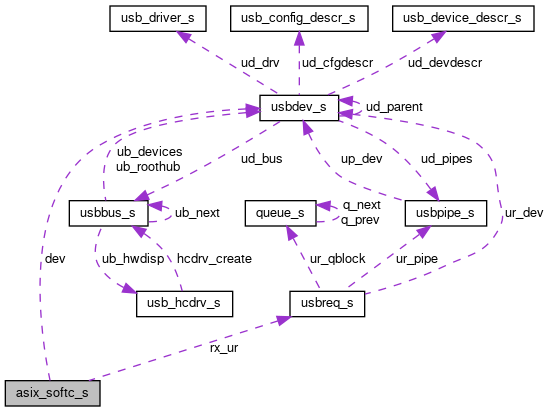 usb_driver_s
usb_config_descr_s
usb_device_descr_s
ud_drv
ud_cfgdescr
ud_devdescr
usbdev_s
ud_parent
ub_devices
ub_roothub
ud_bus
up_dev
ud_pipes
usbbus_s
ub_next
queue_s
q_next
q_prev
usbpipe_s
ur_dev
dev
ub_hwdisp
hcdrv_create
ur_qblock
ur_pipe
usb_hcdrv_s
usbreq_s
rx_ur
asix_softc_s